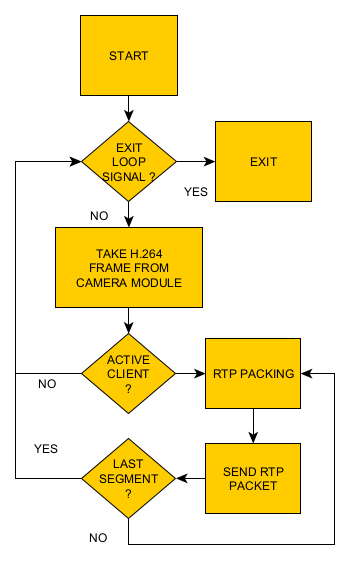 START
EXIT
LOOP
SIGNAL ?
EXIT
YES
NO
TAKE H.264
FRAME FROM
CAMERA MODULE
ACTIVE
CLIENT
?
RTP PACKING
NO
YES
LAST
SEGMENT
?
SEND RTP
PACKET
NO